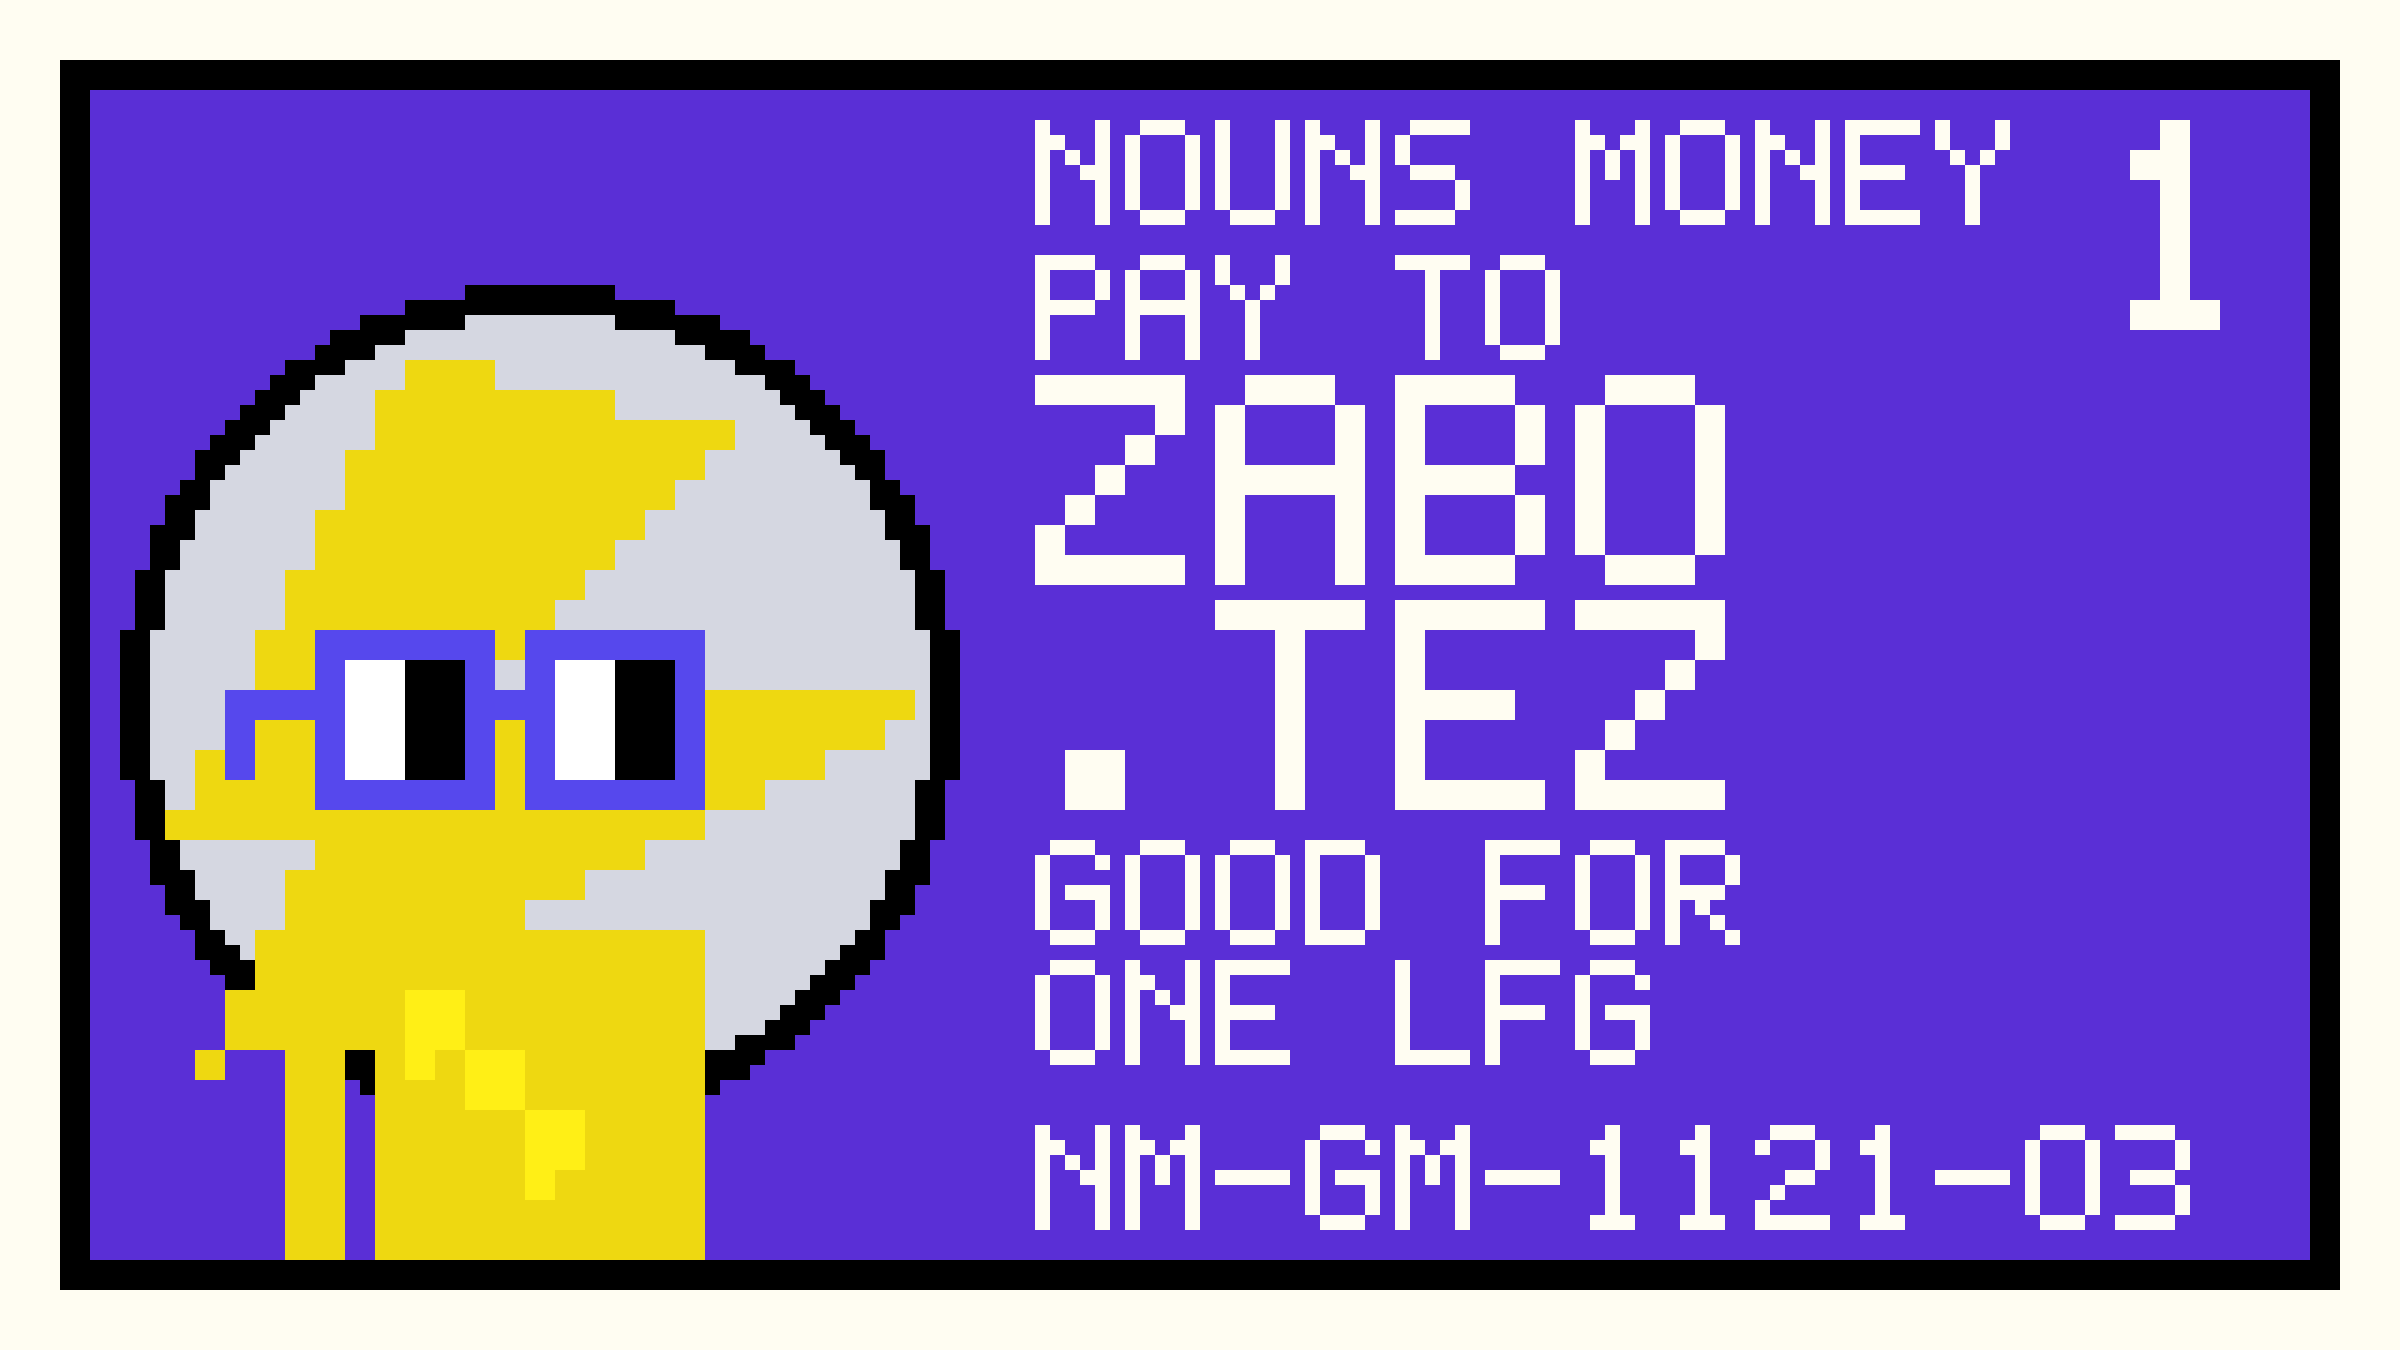 NOUNS MONEY 1
PAY TO
ZABO
.TEZ
GOOD FOR
ONE LFG
NM-GM-1121-03